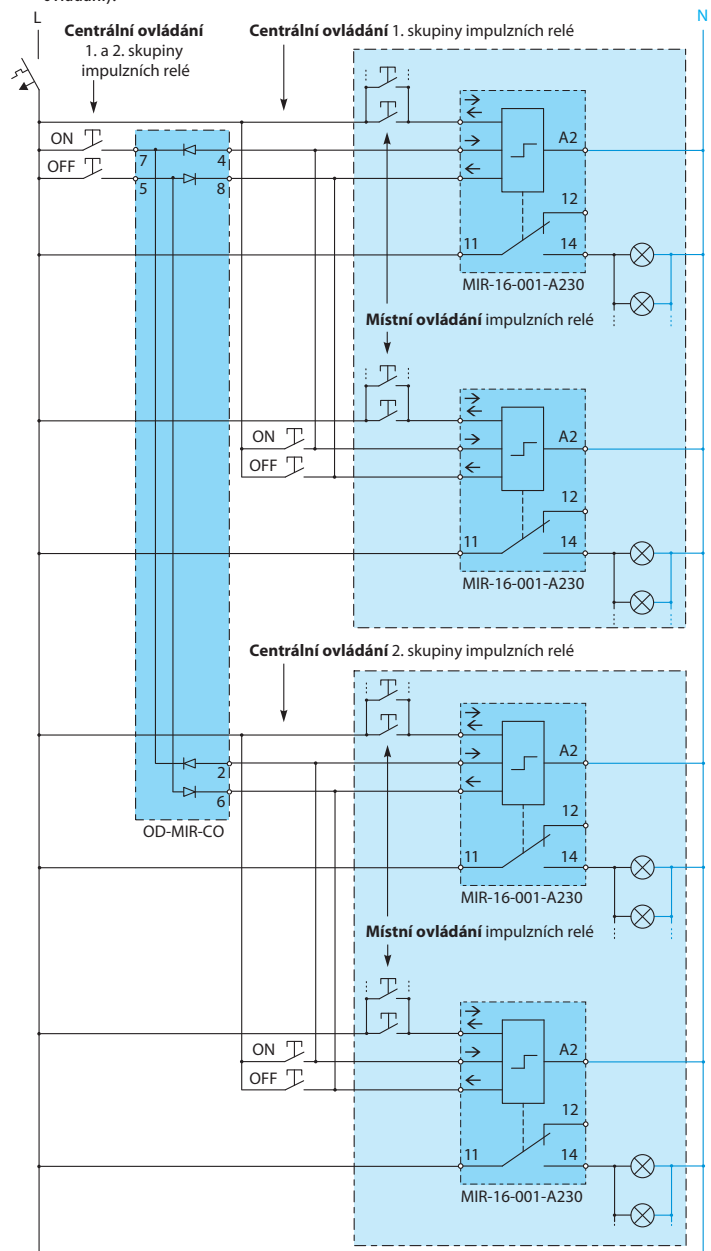 ovládání).
L
N
Centrální ovládání
1. a 2. skupiny
impulzních relé
Centrální ovládání 1. skupiny impulzních relé
ON
OFF
7
4
5
8
A2
12
11
14
MIR-16-001-A230
Místní ovládání impulzních relé
ON
OFF
A2
12
11
14
MIR-16-001-A230
Centrální ovládání 2. skupiny impulzních relé
2
6
OD-MIR-CO
A2
12
11
14
MIR-16-001-A230
Místní ovládání impulzních relé
ON
OFF
A2
12
11
14
MIR-16-001-A230